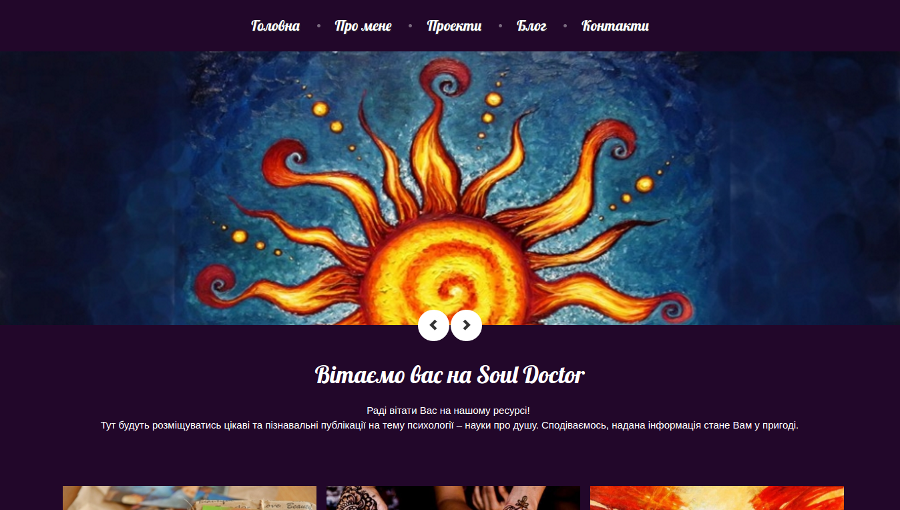 Головна • Про мене • Проекти • Блог • Контакти
Вітаємо вас на Soul Doctor
Раді вітати Вас на нашому ресурсі!
Тут будуть розміщуватись цікаві та пізнавальні публікації на тему психології – науки про душу. Сподіваємось, надана інформація стане Вам у пригоді.